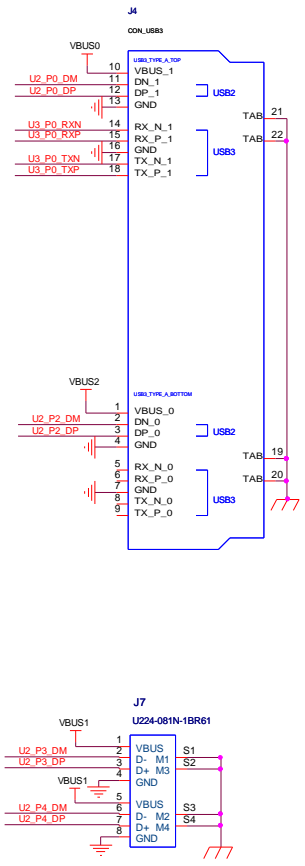 J4
CON_USB3
VBUS0
USB3_TYPE_A_TOP
10 VBUS_1
U2_P0_DM 11 DN_1
U2_P0_DP 12 DP_1 USB2
13 GND
TAB 21
U3_P0_RXN 14 RX_N_1
U3_P0_RXP 15 RX_P_1
TAB 22
16 GND USB3
U3_P0_TXN 17 TX_N_1
U3_P0_TXP 18 TX_P_1
VBUS2
USB3_TYPE_A_BOTTOM
1 VBUS_0
U2_P2_DM 2 DN_0
U2_P2_DP 3 DP_0 USB2
4 GND
TAB 19
5 RX_N_0
6 RX_P_0
TAB 20
7 GND
8 TX_N_0 USB3
9 TX_P_0
J7
U224-081N-1BR61
VBUS1
1 VBUS
U2_P3_DM 2 D- M1 S1
U2_P3_DP 3 D+ M3 S2
4 GND
VBUS1 5 VBUS
U2_P4_DM 6 D- M2 S3
U2_P4_DP 7 D+ M4 S4
8 GND